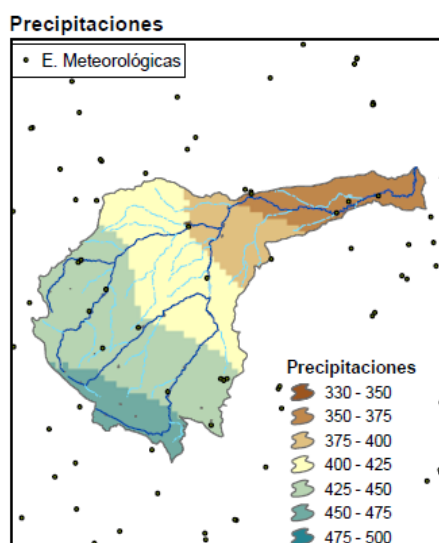 Precipitaciones
E. Meteorológicas
Precipitaciones
330 - 350
350 - 375
375 - 400
400 - 425
425 - 450
450 - 475
475 - 500